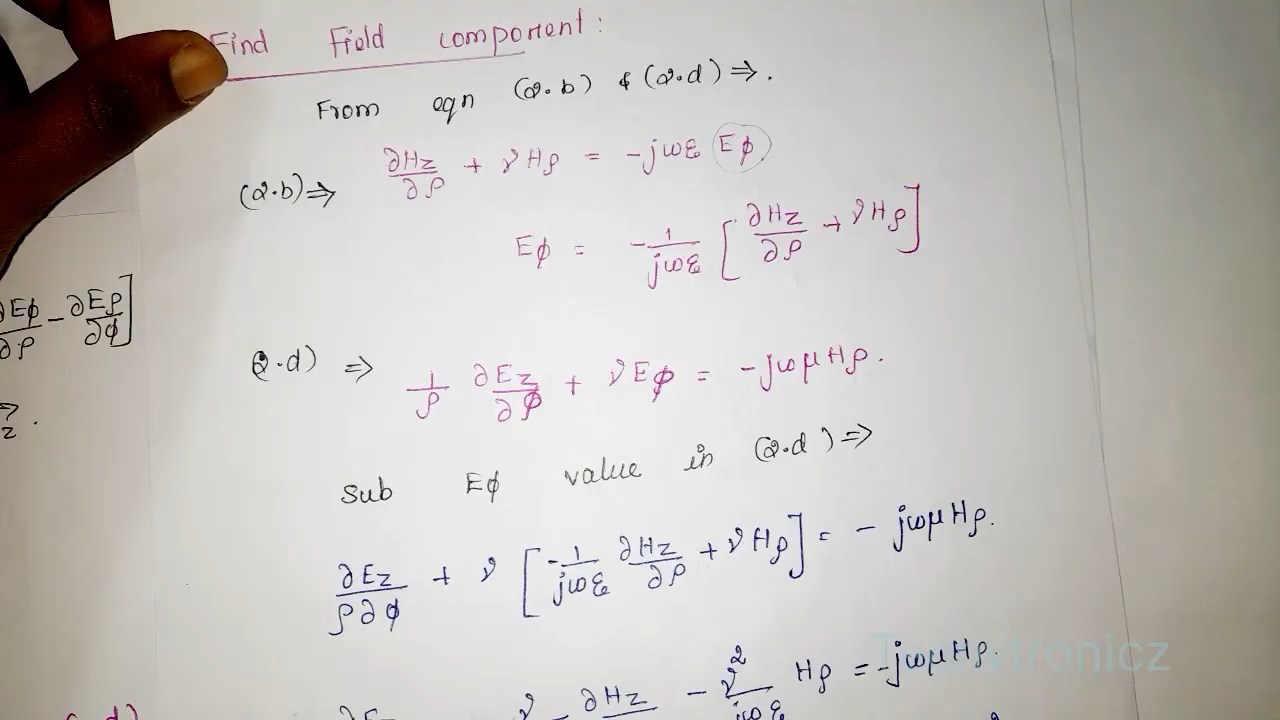 Find Field component:
From eqn (2.b) & (2.d) ⇒.
(2.b) ⇒ ∂Hz/∂ρ + γHρ = -jωε Eϕ
Eϕ = -1/jωε [∂Hz/∂ρ + γHρ]
∂Eϕ/∂ρ - ∂Eρ/∂ϕ]
(2.d) ⇒ 1/ρ ∂Ez/∂ϕ + γEϕ = -jωμHρ.
z.
Sub Eϕ value in (2.d) ⇒
∂Ez/ρ∂ϕ + γ [-1/jωε ∂Hz/∂ρ + γHρ] = - jωμHρ.
γ ∂Hz - γ²/jωε Hρ = -jωμHρ.